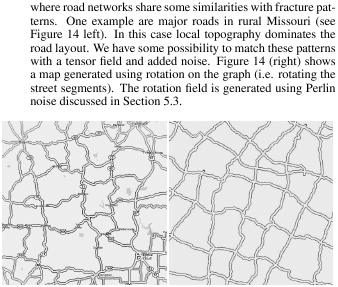 where road networks share some similarities with fracture pat-
terns. One example are major roads in rural Missouri (see
Figure 14 left). In this case local topography dominates the
road layout. We have some possibility to match these patterns
with a tensor field and added noise. Figure 14 (right) shows
a map generated using rotation on the graph (i.e. rotating the
street segments). The rotation field is generated using Perlin
noise discussed in Section 5.3.